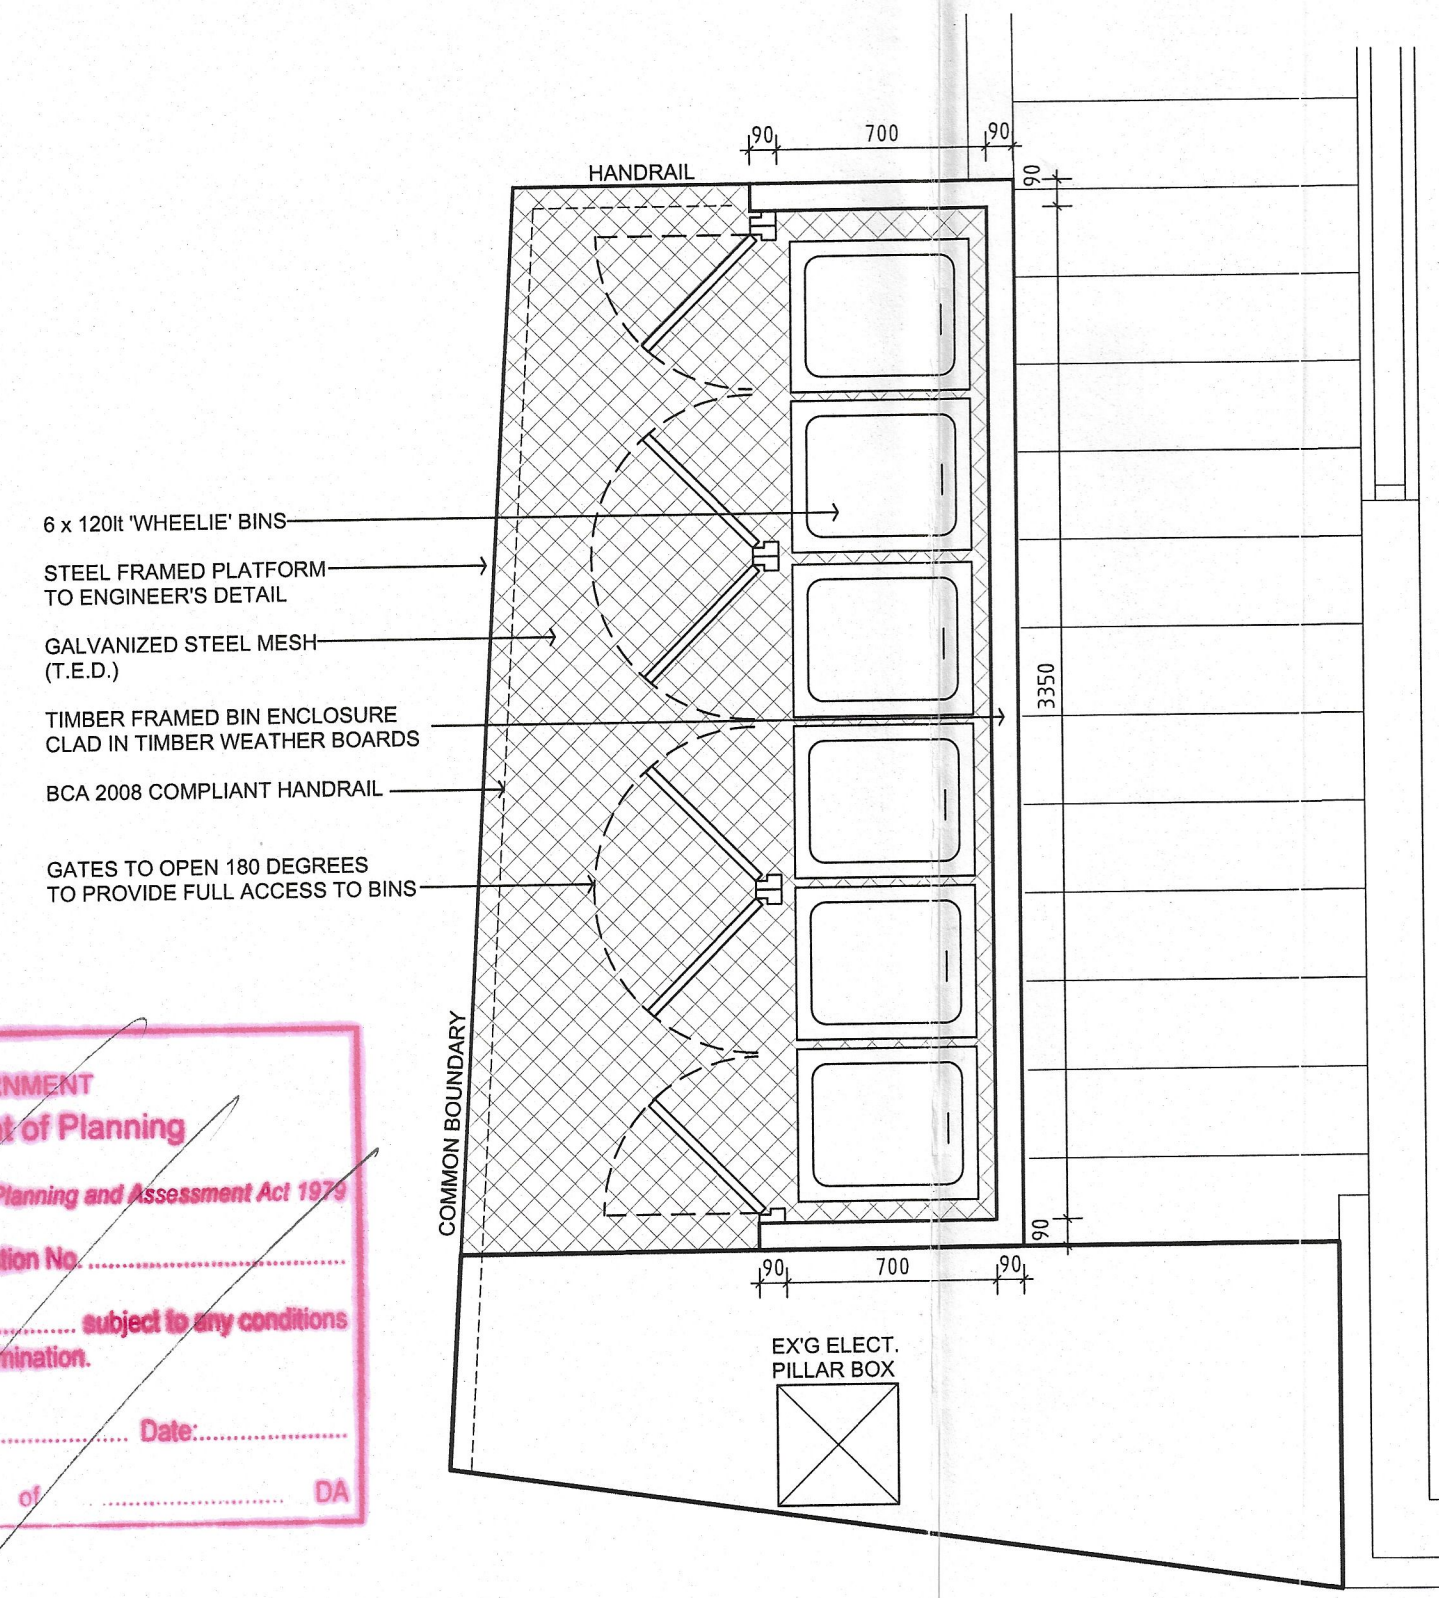 90
700
90
HANDRAIL
90
6 x 120lt 'WHEELIE' BINS
STEEL FRAMED PLATFORM
TO ENGINEER'S DETAIL
GALVANIZED STEEL MESH
(T.E.D.)
TIMBER FRAMED BIN ENCLOSURE
CLAD IN TIMBER WEATHER BOARDS
BCA 2008 COMPLIANT HANDRAIL
GATES TO OPEN 180 DEGREES
TO PROVIDE FULL ACCESS TO BINS
3350
COMMON BOUNDARY
90
90
700
90
EX'G ELECT.
PILLAR BOX
of Planning
Planning and Assessment Act 1979
No.
subject to any conditions
Date:
of DA